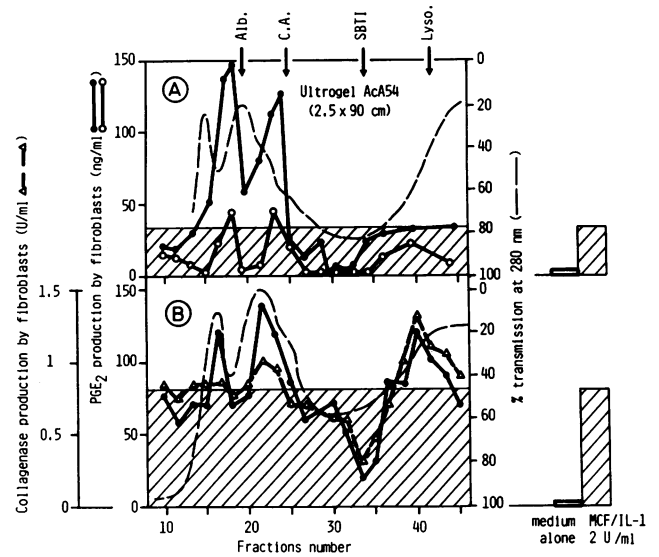 Alb.
C.A.
SBTI
Lyso.
A
Ultrogel AcA54
(2.5 x 90 cm)
150
100
50
0
0
20
40
60
80
100
B
1.5
1
0.5
0
150
100
50
0
0
20
40
60
80
100
10
20
30
40
Fractions number
Collagenase production by fibroblasts (U/ml)
PGE2 production by fibroblasts (ng/ml)
% transmission at 280 nm
medium alone
MCF/IL-1
2 U/ml